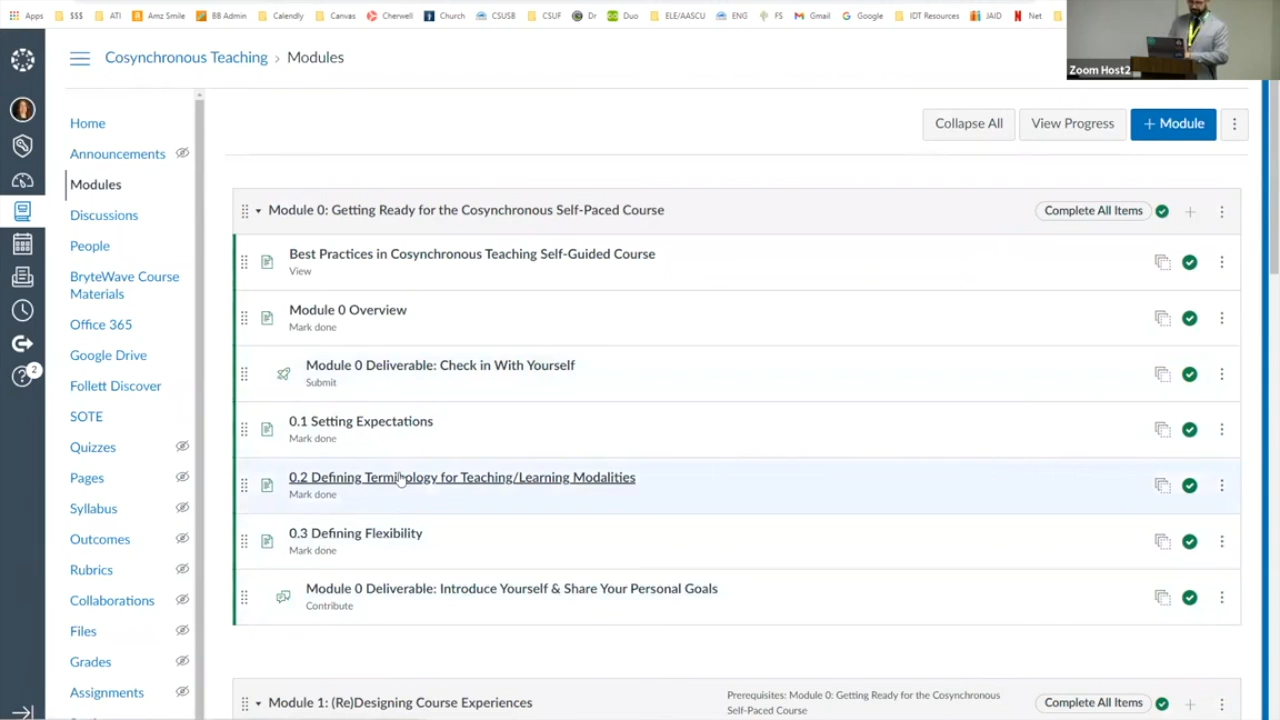 Apps $$$ ATI Amz Smile BB Admin Calendly Canvas Cherwell Church CSUSB CSUF Dr Duo ELE/AASCU ENG FS Gmail Google IDT Resources JAID Net
Cosynchronous Teaching › Modules
Zoom Host2
Home
Announcements
Modules
Discussions
People
BryteWave Course
Materials
Office 365
Google Drive
Follett Discover
SOTE
Quizzes
Pages
Syllabus
Outcomes
Rubrics
Collaborations
Files
Grades
Assignments
2
Collapse All
View Progress
+ Module
Module 0: Getting Ready for the Cosynchronous Self-Paced Course
Complete All Items
Best Practices in Cosynchronous Teaching Self-Guided Course
View
Module 0 Overview
Mark done
Module 0 Deliverable: Check in With Yourself
Submit
0.1 Setting Expectations
Mark done
0.2 Defining Terminology for Teaching/Learning Modalities
Mark done
0.3 Defining Flexibility
Mark done
Module 0 Deliverable: Introduce Yourself & Share Your Personal Goals
Contribute
Module 1: (Re)Designing Course Experiences
Prerequisites: Module 0: Getting Ready for the Cosynchronous
Self-Paced Course
Complete All Items